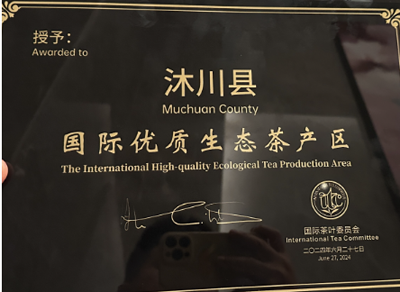 授予：
Awarded to
沐川县
Muchuan County
国际优质生态茶产区
The International High-quality Ecological Tea Production Area
国际茶叶委员会
International Tea Committee
二〇二四年六月二十七日
June 27, 2024